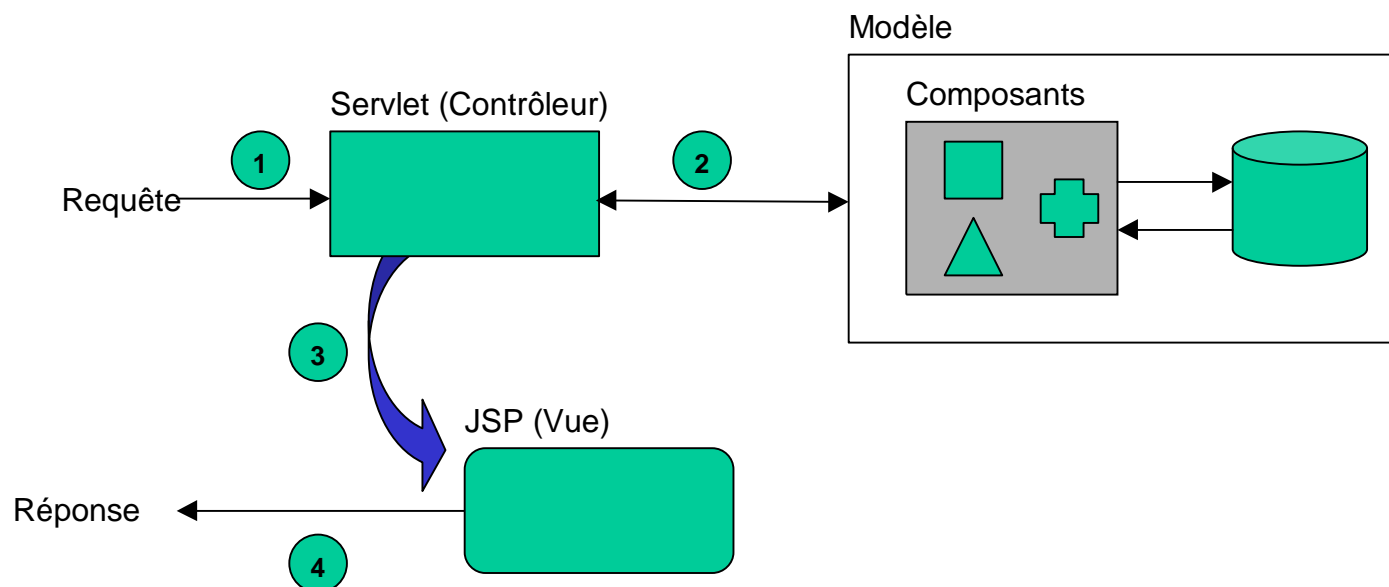 Modèle
Servlet (Contrôleur)
Composants
1
2
Requête
3
JSP (Vue)
Réponse
4